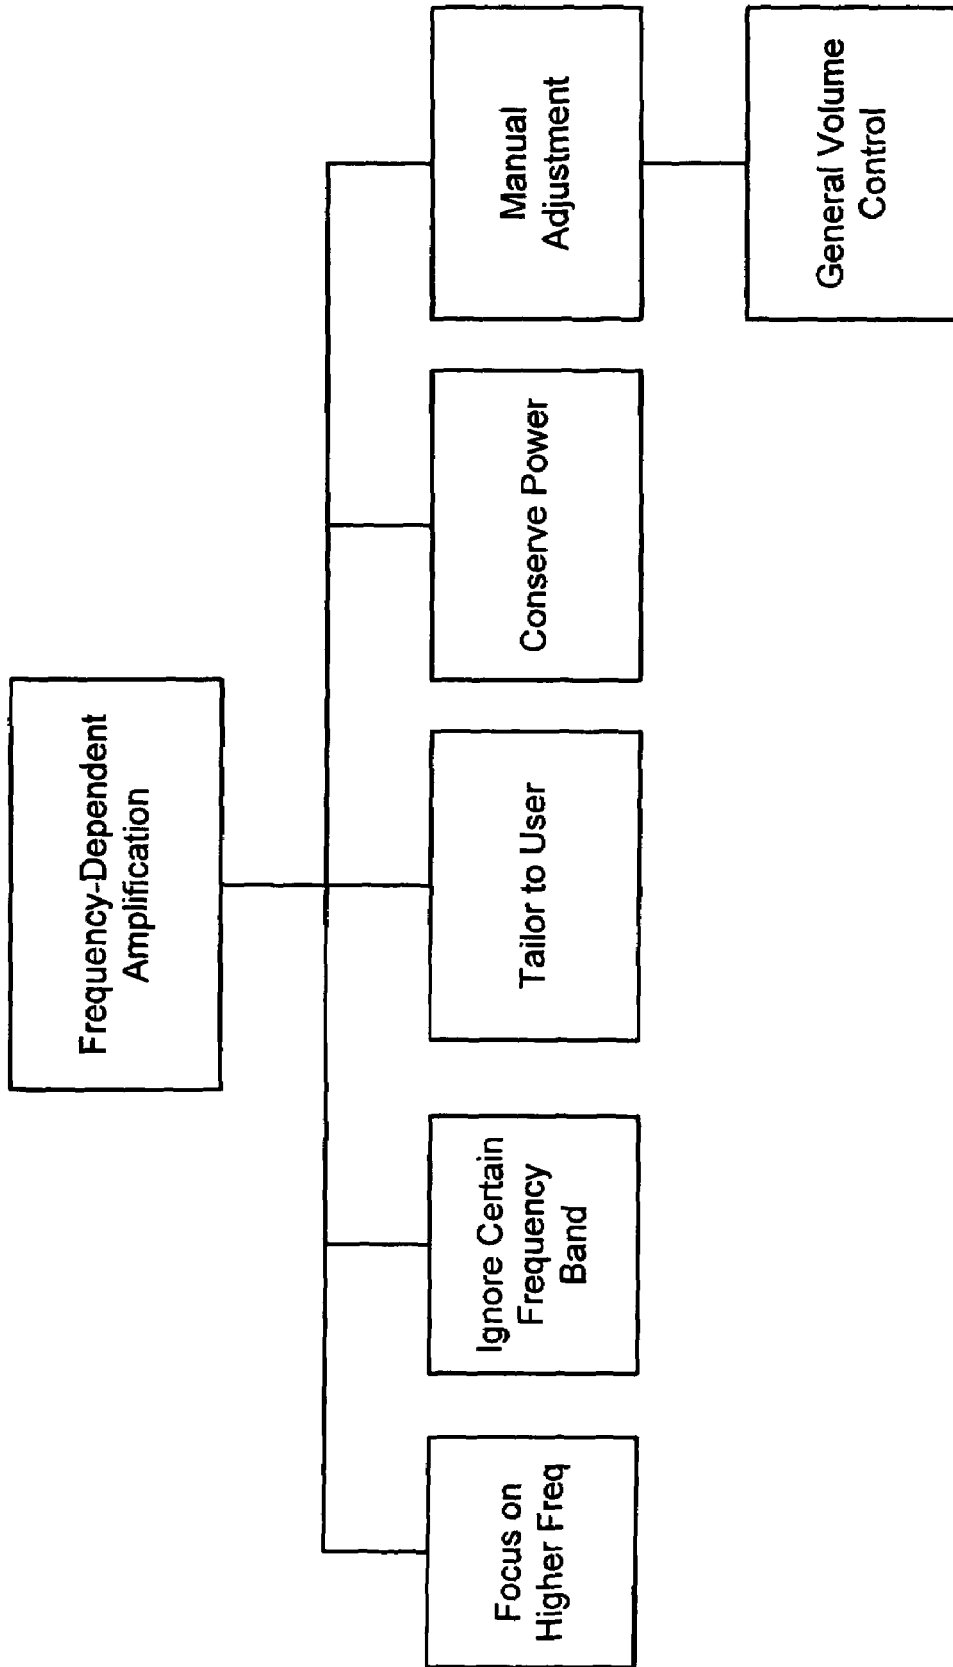 Frequency-Dependent
Amplification
Focus on
Higher Freq
Ignore Certain
Frequency
Band
Tailor to User
Conserve Power
Manual
Adjustment
General Volume
Control